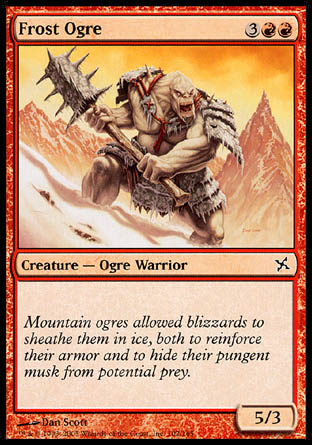 Frost Ogre 3
Creature — Ogre Warrior
Mountain ogres allowed blizzards to
sheathe them in ice, both to reinforce
their armor and to hide their pungent
musk from potential prey.
Dan Scott
5/3